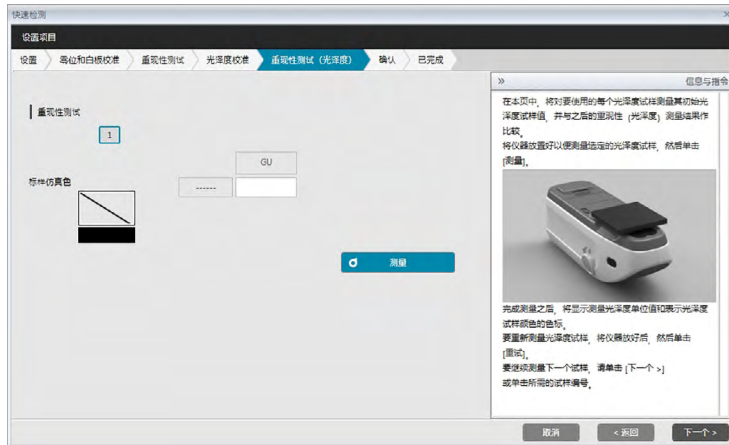 快速检测
设置项目
设置 零位和白板校准 重现性测试 光泽度校准 重现性测试（光泽度） 确认 已完成
» 信息与指令
重现性测试
1
GU
标样仿真色
------
测量
在本页中，将对要使用的每个光泽度试样测量其初始光
泽度试样值，并与之后的重现性（光泽度）测量结果作
比较。
将仪器放置好以便测量选定的光泽度试样，然后单击
[测量]。
完成测量之后，将显示测量光泽度单位值和表示光泽度
试样颜色的色标。
要重新测量光泽度试样，将仪器放好后，然后单击
[重试]。
要继续测量下一个试样，请单击 [下一个 >]
或单击所需的试样编号。
取消 < 返回 下一个 >